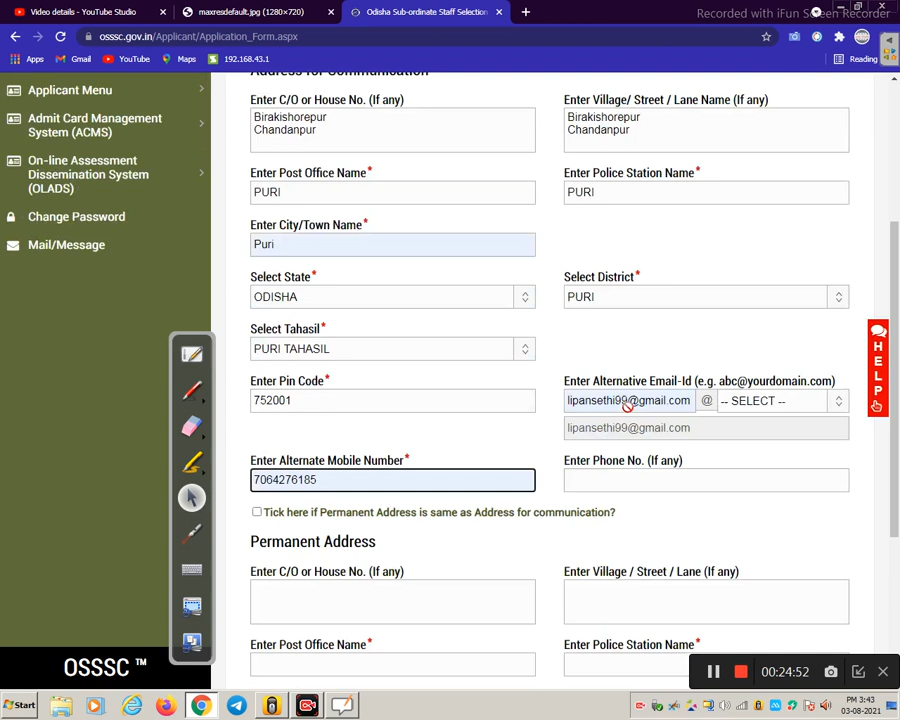 Video details - YouTube Studio
maxresdefault.jpg (1280×720)
Odisha Sub-ordinate Staff Selection
Recorded with iFun Screen Recorder
osssc.gov.in/Applicant/Application_Form.aspx
Apps
Gmail
YouTube
Maps
192.168.43.1
Reading
Applicant Menu
Admit Card Management
System (ACMS)
On-line Assessment
Dissemination System
(OLADS)
Change Password
Mail/Message
OSSSC ™
Address for Communication
Enter C/O or House No. (If any)
Enter Village/ Street / Lane Name (If any)
Birakishorepur
Chandanpur
Birakishorepur
Chandanpur
Enter Post Office Name*
Enter Police Station Name*
PURI
PURI
Enter City/Town Name*
Puri
Select State*
Select District*
ODISHA
PURI
Select Tahasil*
PURI TAHASIL
Enter Pin Code*
Enter Alternative Email-Id (e.g. abc@yourdomain.com)
752001
lipansethi99@gmail.com @ -- SELECT --
lipansethi99@gmail.com
Enter Alternate Mobile Number*
Enter Phone No. (If any)
7064276185
Tick here if Permanent Address is same as Address for communication?
Permanent Address
Enter C/O or House No. (If any)
Enter Village / Street / Lane (If any)
Enter Post Office Name*
Enter Police Station Name*
HELP
00:24:52
Start
PM 3:43
03-08-2021